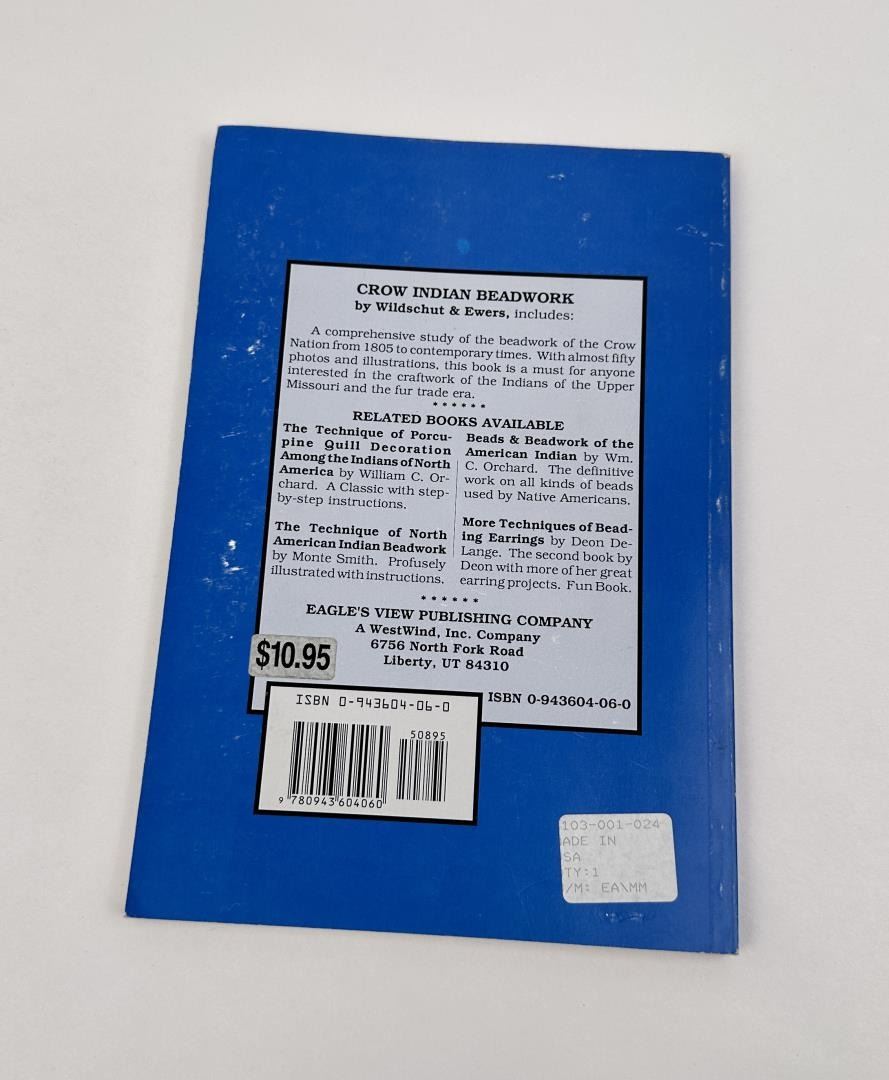 CROW INDIAN BEADWORK
by Wildschut & Ewers, includes:
A comprehensive study of the beadwork of the Crow
Nation from 1805 to contemporary times. With almost fifty
photos and illustrations, this book is a must for anyone
interested in the craftwork of the Indians of the Upper
Missouri and the fur trade era.
* * * * * *
RELATED BOOKS AVAILABLE
The Technique of Porcu-
pine Quill Decoration
Among the Indians of North
America by William C. Or-
chard. A Classic with step-
by-step instructions.
The Technique of North
American Indian Beadwork
by Monte Smith. Profusely
illustrated with instructions.
Beads & Beadwork of the
American Indian by Wm.
C. Orchard. The definitive
work on all kinds of beads
used by Native Americans.
More Techniques of Bead-
ing Earrings by Deon De-
Lange. The second book by
Deon with more of her great
earring projects. Fun Book.
* * * * * *
EAGLE'S VIEW PUBLISHING COMPANY
A WestWind, Inc. Company
6756 North Fork Road
Liberty, UT 84310
$10.95
ISBN 0-943604-06-0
ISBN 0-943604-06-0
50895
9 780943 604060
103-001-024
ADE IN
SA
TY:1
/M: EA\MM